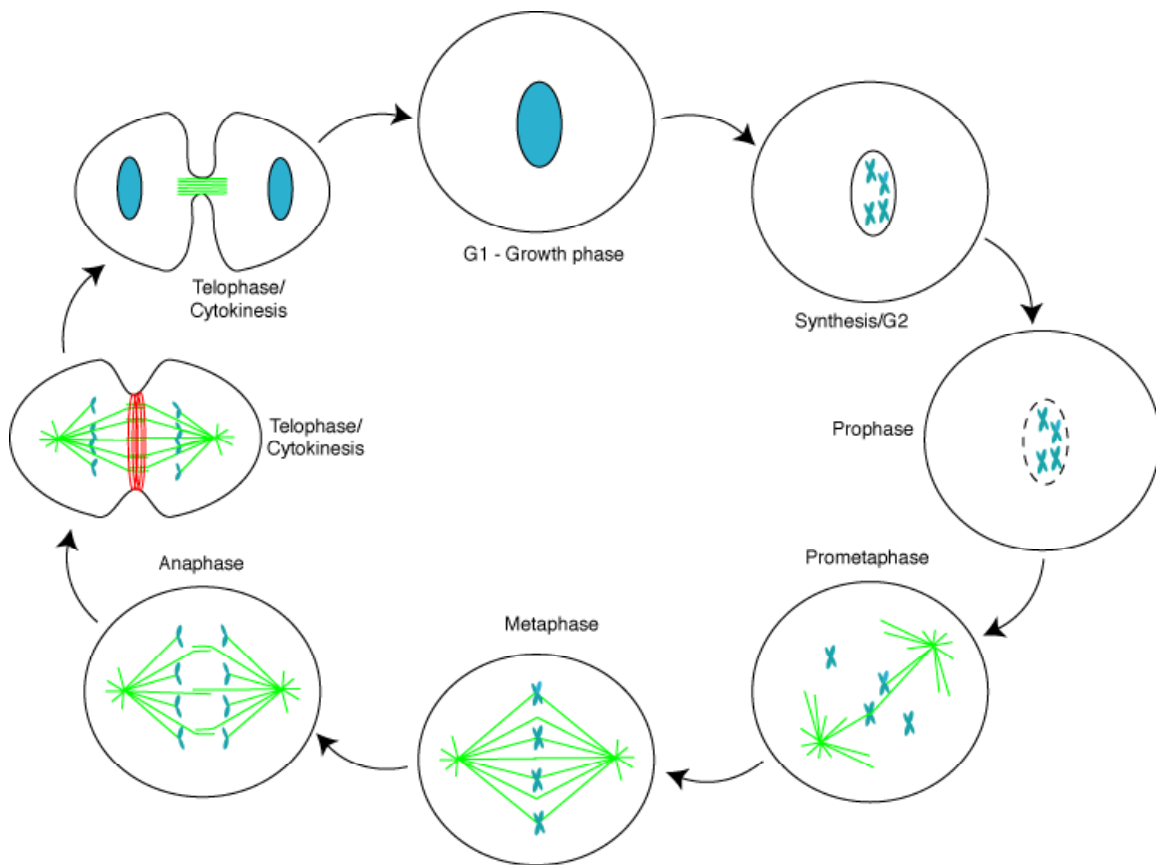 G1 - Growth phase
Synthesis/G2
Prophase
Prometaphase
Metaphase
Anaphase
Telophase/
Cytokinesis
Telophase/
Cytokinesis